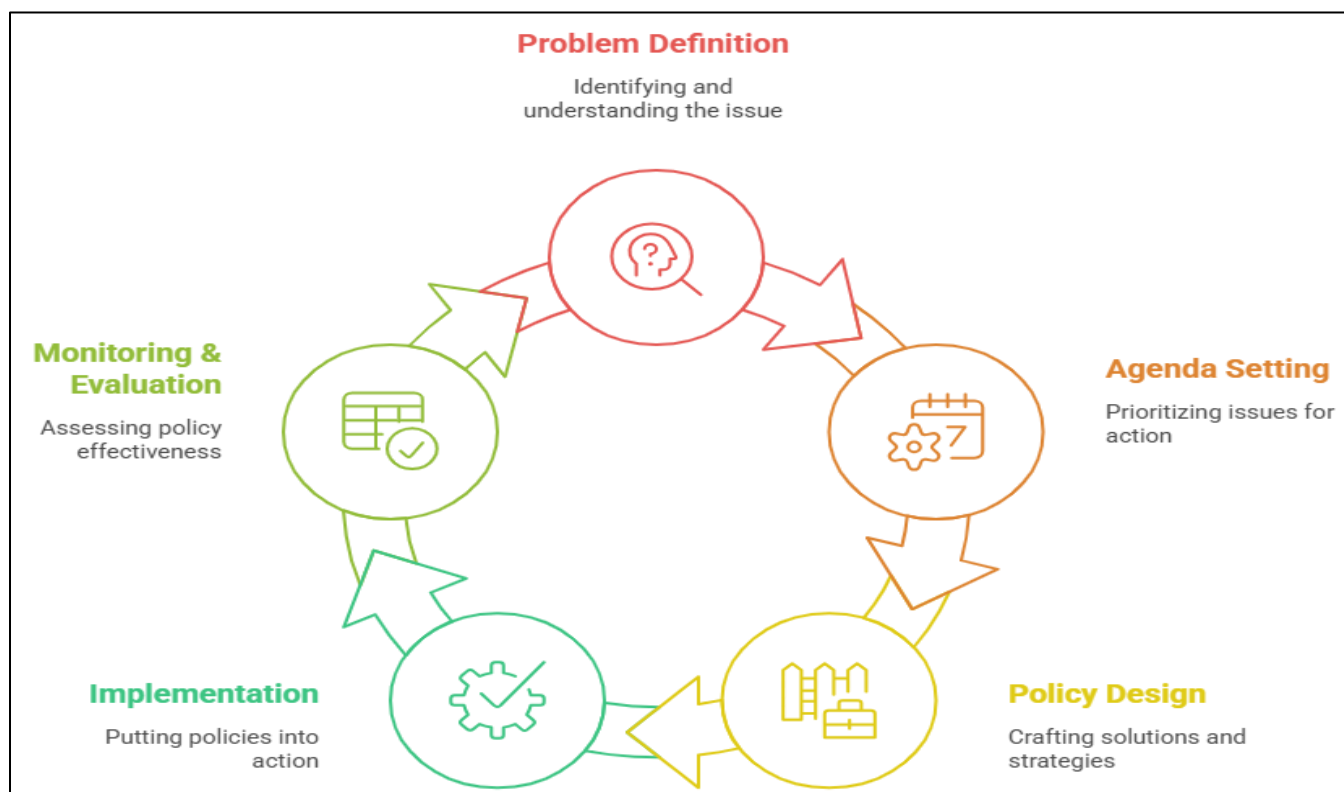 Problem Definition
Identifying and
understanding the issue
Monitoring &
Evaluation
Assessing policy
effectiveness
Agenda Setting
Prioritizing issues for
action
7
Implementation
Putting policies into
action
Policy Design
Crafting solutions and
strategies
?